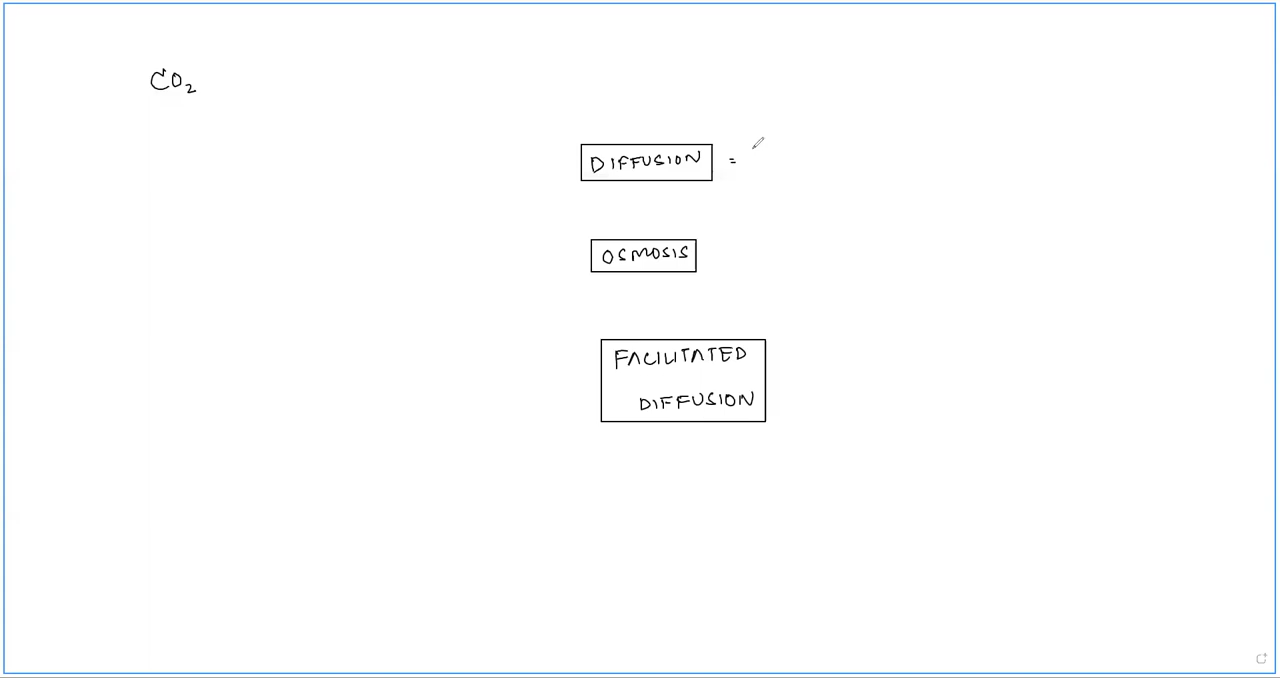 CO₂
DIFFUSION =
OSMOSIS
FACILITATED
DIFFUSION